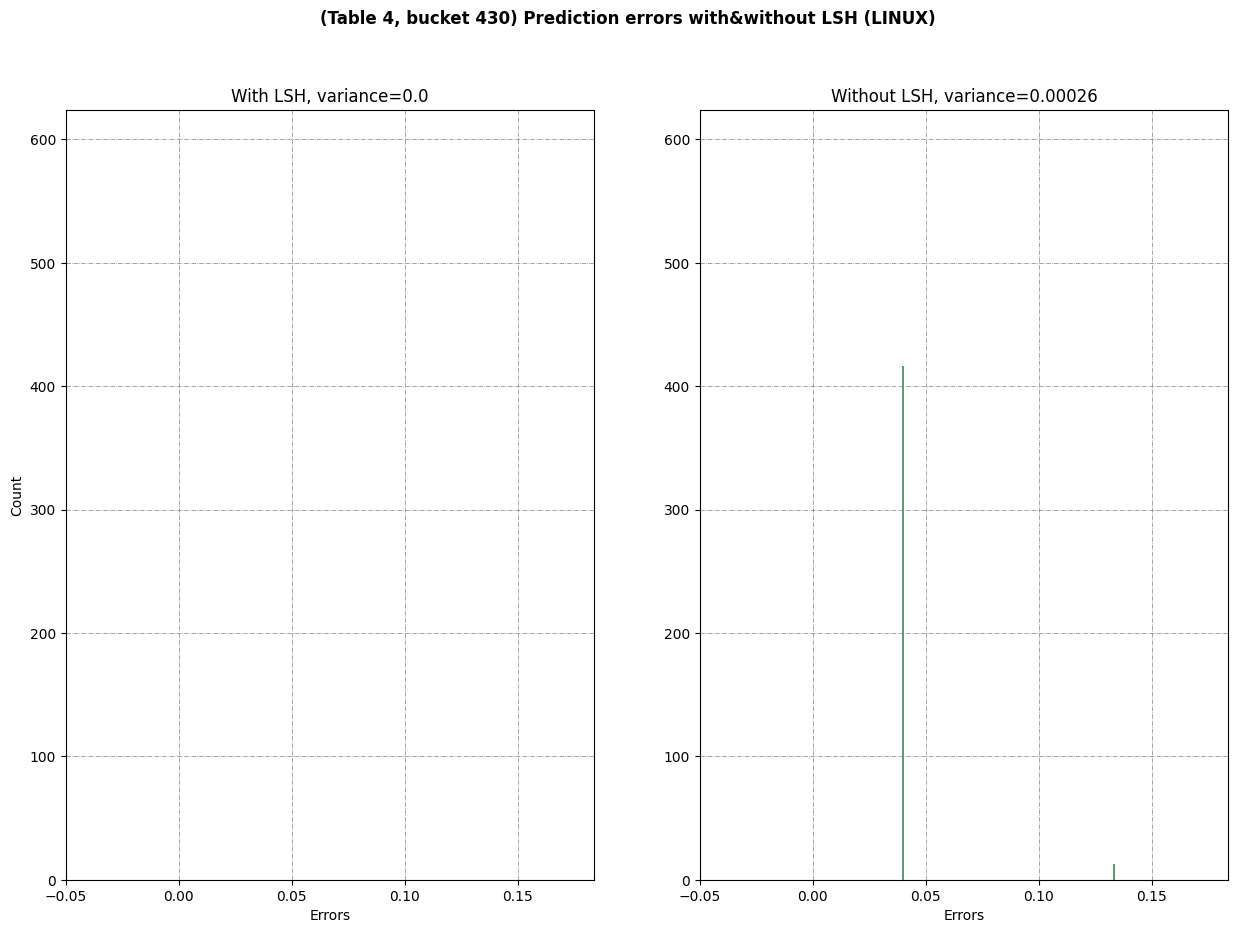 (Table 4, bucket 430) Prediction errors with&without LSH (LINUX)
With LSH, variance=0.0
600
500
400
300
200
100
0
Count
−0.05 0.00 0.05 0.10 0.15
Errors
Without LSH, variance=0.00026
600
500
400
300
200
100
0
−0.05 0.00 0.05 0.10 0.15
Errors